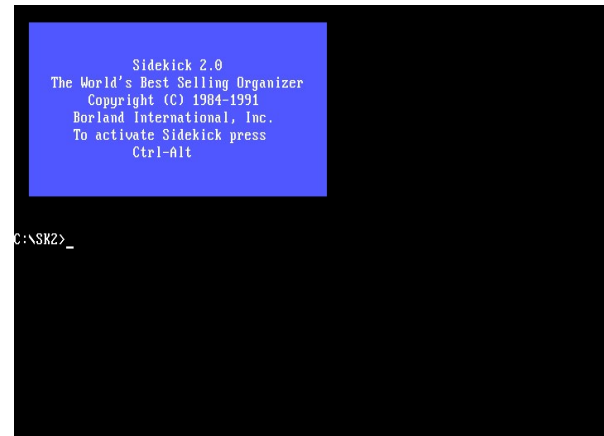 Sidekick 2.0
The World's Best Selling Organizer
Copyright (C) 1984-1991
Borland International, Inc.
To activate Sidekick press
Ctrl-Alt
C:\SK2>_